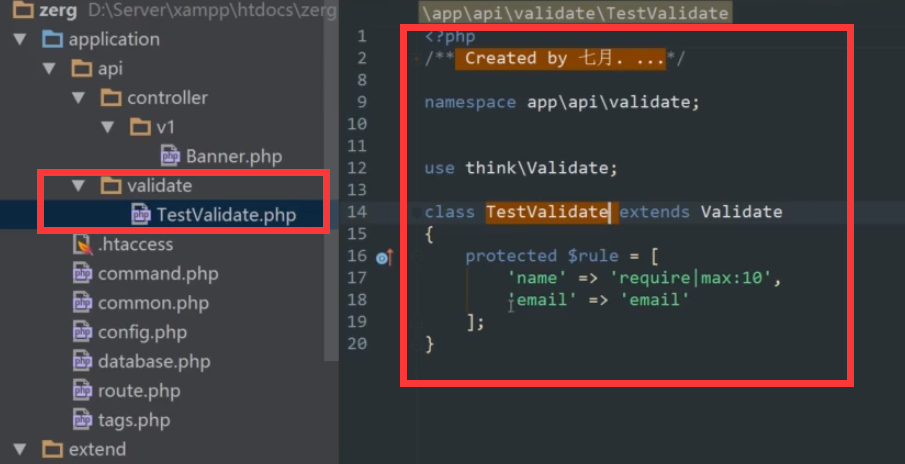 zerg D:\Server\xampp\htdocs\zerg
application
api
controller
v1
Banner.php
validate
TestValidate.php
.htaccess
command.php
common.php
config.php
database.php
route.php
tags.php
extend
\app\api\validate\TestValidate
1 <?php
2 /** Created by 七月. ...*/
8
9 namespace app\api\validate;
10
11
12 use think\Validate;
13
14 class TestValidate extends Validate
15 {
16 protected $rule = [
17 'name' => 'require|max:10',
18 'email' => 'email'
19 ];
20 }